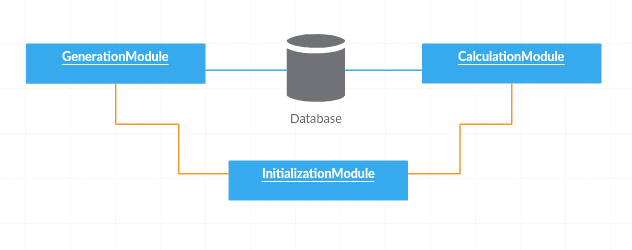 GenerationModule
CalculationModule
Database
InitializationModule